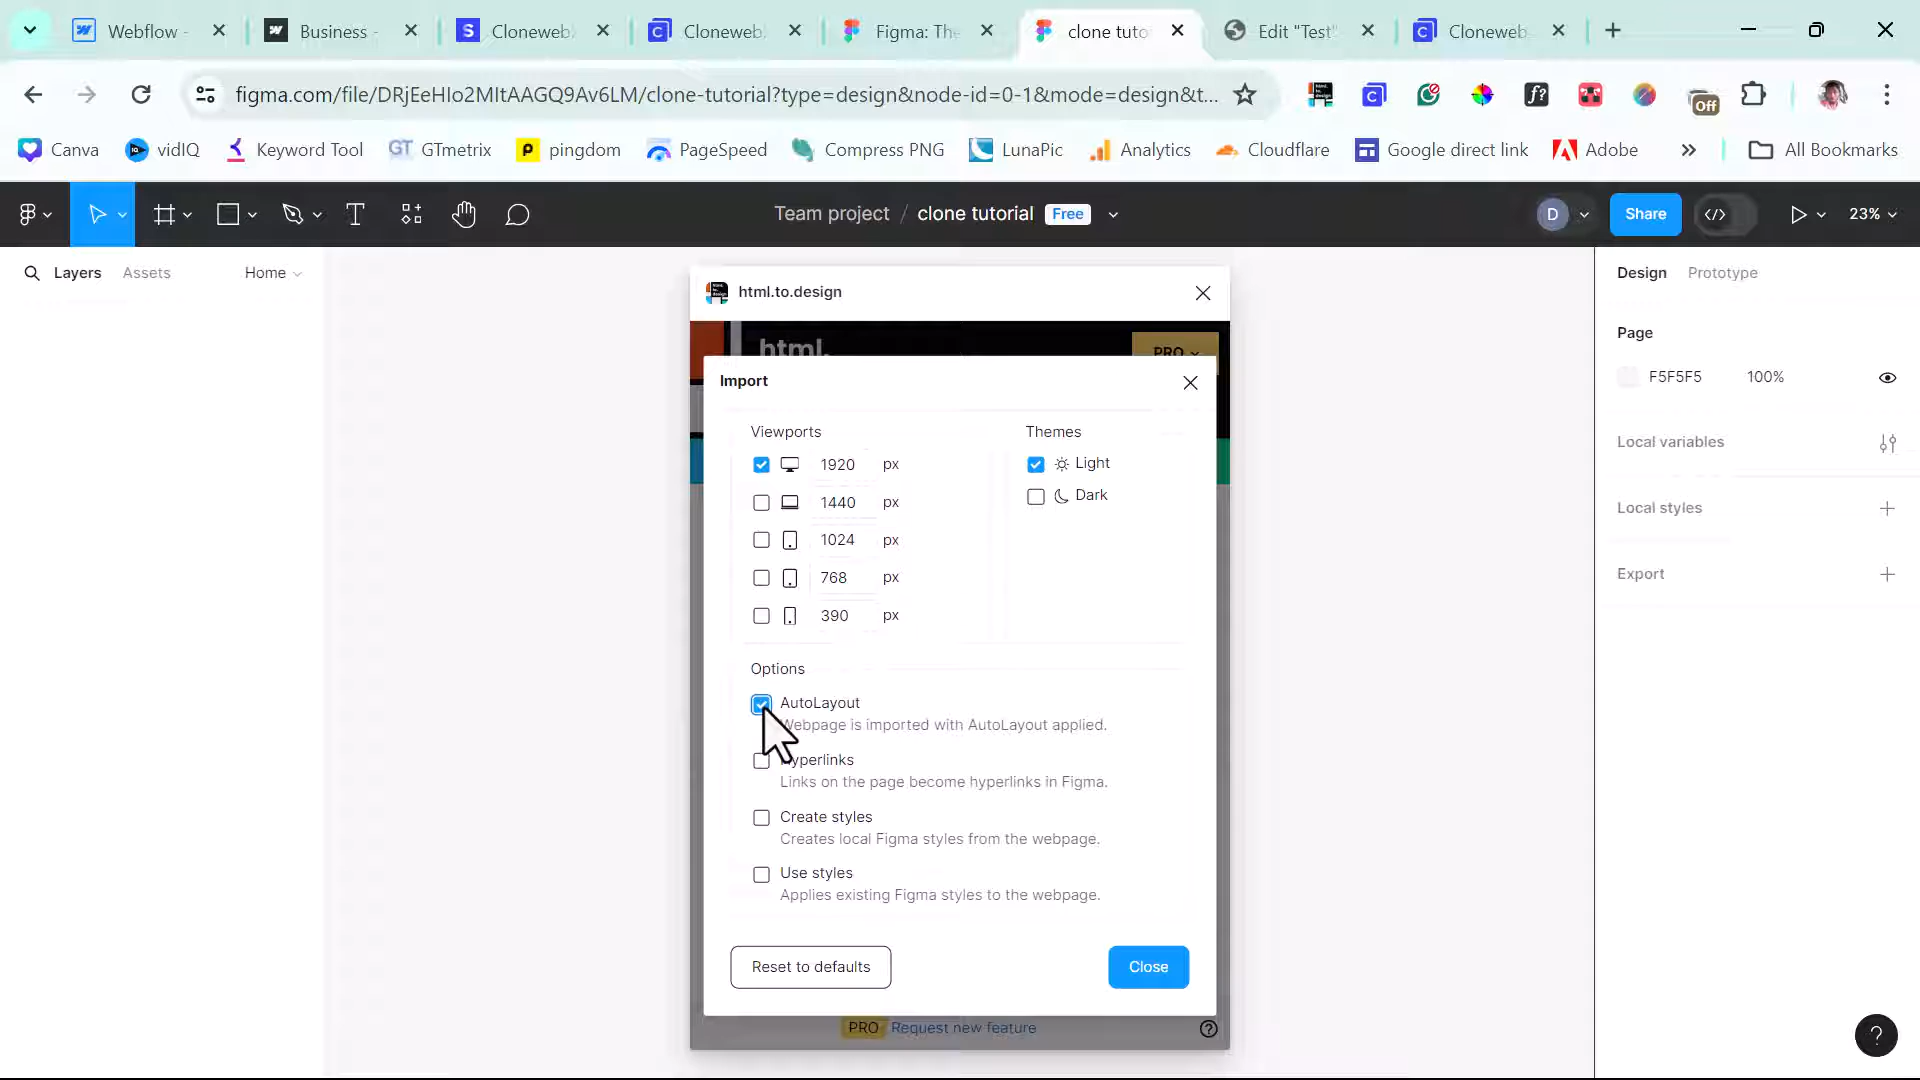 Webflow -
Business -
Cloneweb
Cloneweb
Figma: The
clone tuto
Edit "Test"
Cloneweb
figma.com/file/DRjEeHIo2MItAAGQ9Av6LM/clone-tutorial?type=design&node-id=0-1&mode=design&t...
Off
Canva
vidIQ
Keyword Tool
GTmetrix
pingdom
PageSpeed
Compress PNG
LunaPic
Analytics
Cloudflare
Google direct link
Adobe
All Bookmarks
Team project / clone tutorial Free
D
Share
23%
Layers
Assets
Home
Design
Prototype
html.to.design
html.
PRO
Import
Page
F5F5F5 100%
Viewports
Themes
1920 px
Light
1440 px
Dark
1024 px
768 px
390 px
Local variables
Local styles
Export
Options
AutoLayout
Webpage is imported with AutoLayout applied.
yperlinks
Links on the page become hyperlinks in Figma.
Create styles
Creates local Figma styles from the webpage.
Use styles
Applies existing Figma styles to the webpage.
Reset to defaults
Close
PRO Request new feature
?
?